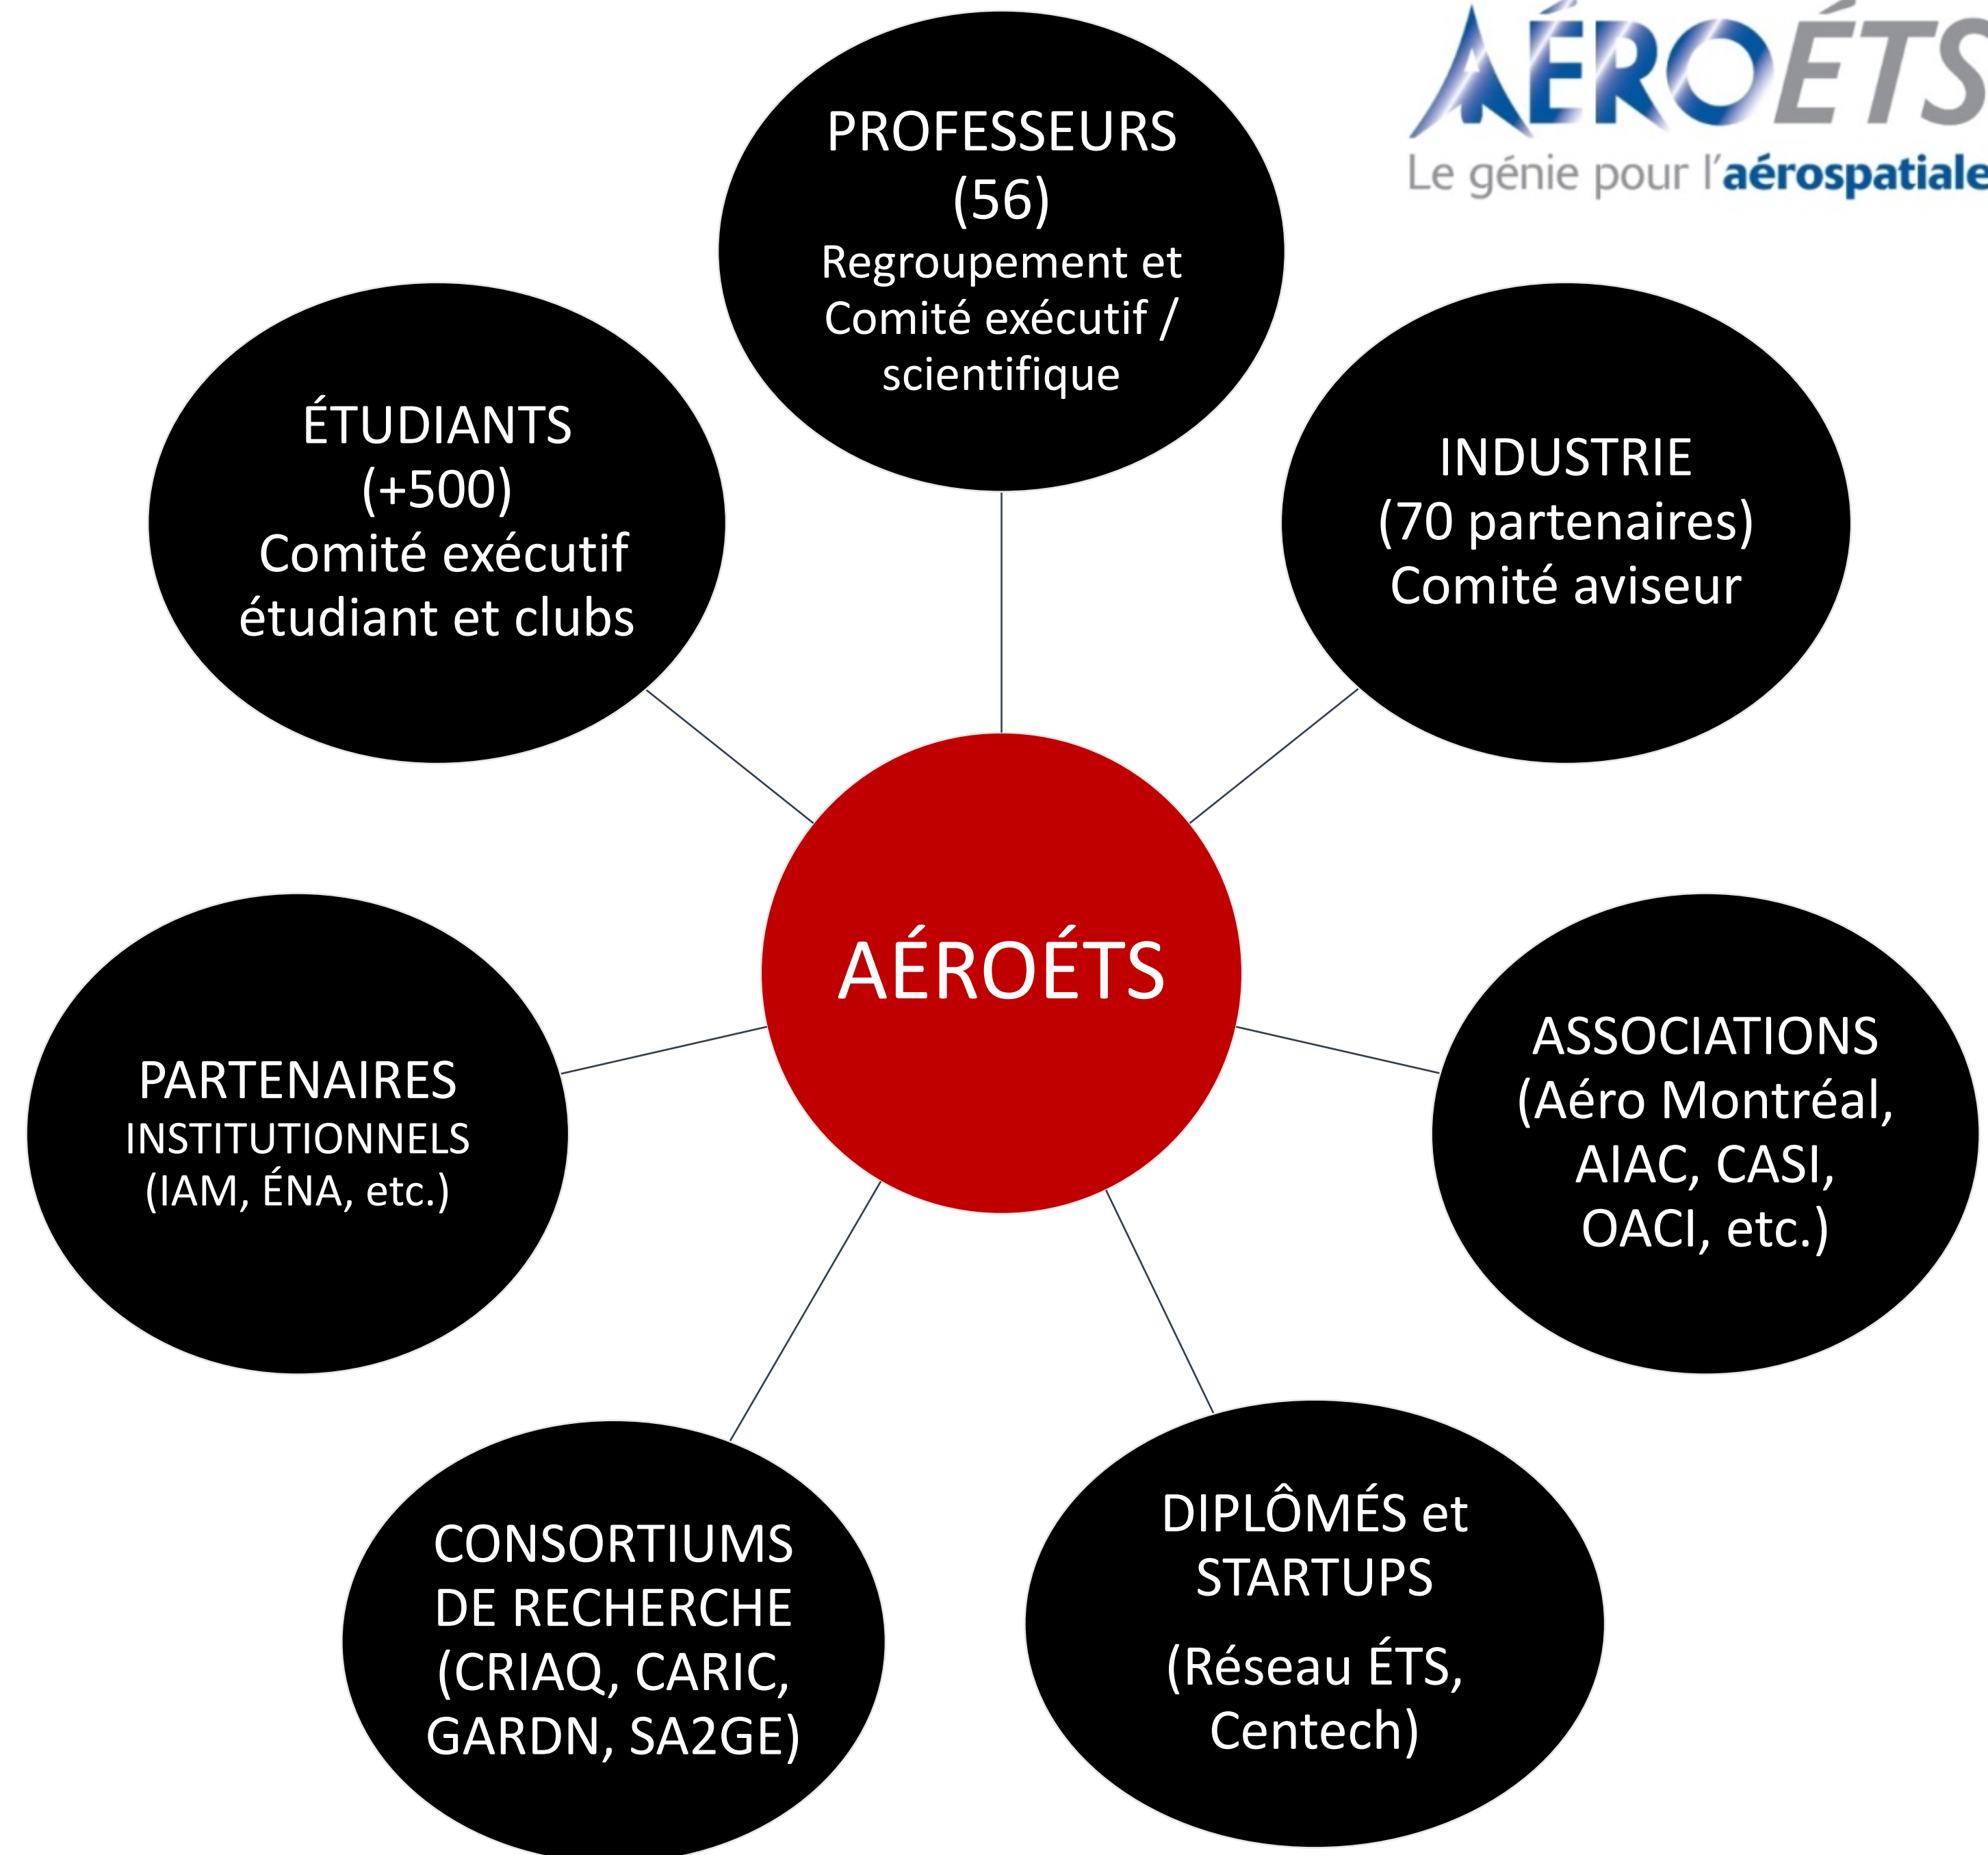 AÉROÉTS
Le génie pour l'aérospatiale
PROFESSEURS
(56)
Regroupement et
Comité exécutif /
scientifique
ÉTUDIANTS
(+500)
Comité exécutif
étudiant et clubs
INDUSTRIE
(70 partenaires)
Comité aviseur
AÉROÉTS
PARTENAIRES
INSTITUTIONNELS
(IAM, ÉNA, etc.)
ASSOCIATIONS
(Aéro Montréal,
AIAC, CASI,
OACI, etc.)
CONSORTIUMS
DE RECHERCHE
(CRIAQ, CARIC,
GARDN, SA2GE)
DIPLÔMÉS et
STARTUPS
(Réseau ÉTS,
Centech)